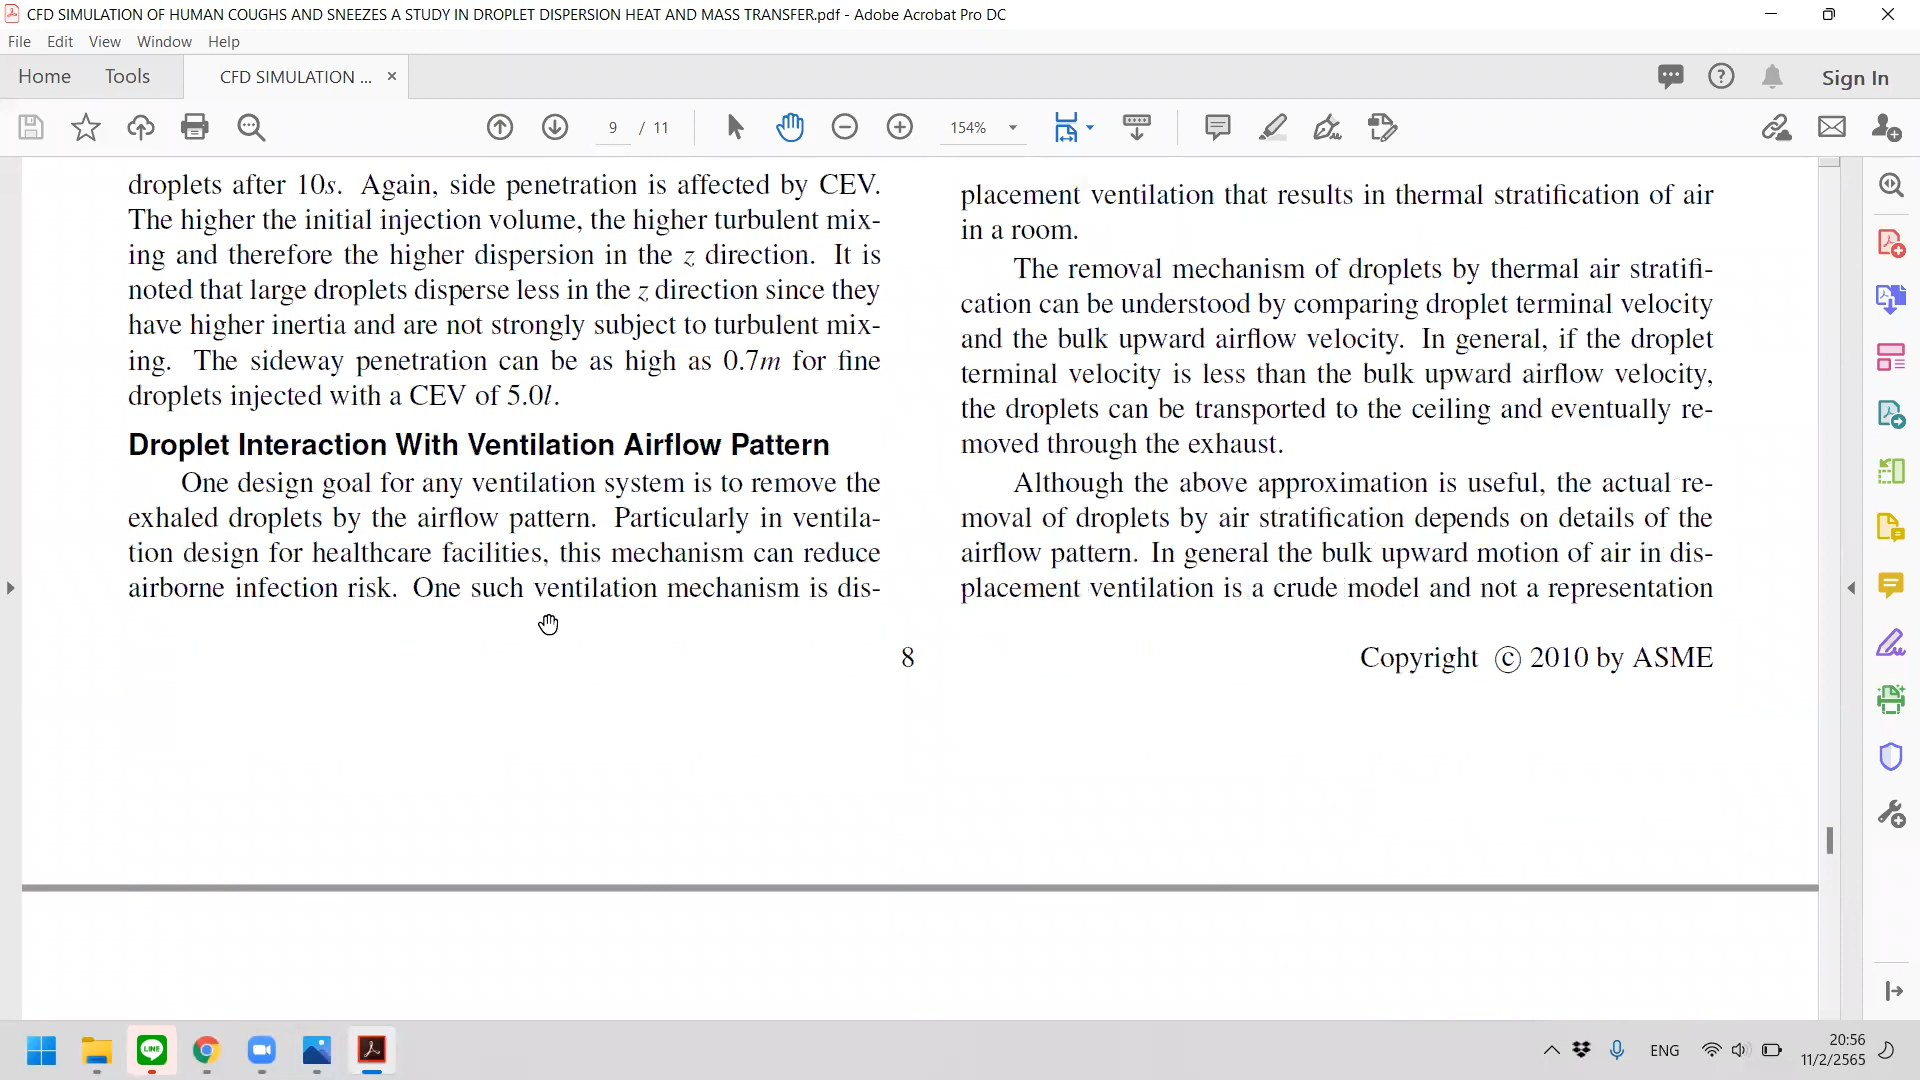 CFD SIMULATION OF HUMAN COUGHS AND SNEEZES A STUDY IN DROPLET DISPERSION HEAT AND MASS TRANSFER.pdf - Adobe Acrobat Pro DC
File Edit View Window Help
Home Tools CFD SIMULATION ... × Sign In
9 / 11 154%
droplets after 10s. Again, side penetration is affected by CEV.
The higher the initial injection volume, the higher turbulent mix-
ing and therefore the higher dispersion in the z direction. It is
noted that large droplets disperse less in the z direction since they
have higher inertia and are not strongly subject to turbulent mix-
ing. The sideway penetration can be as high as 0.7m for fine
droplets injected with a CEV of 5.0l.
Droplet Interaction With Ventilation Airflow Pattern
One design goal for any ventilation system is to remove the
exhaled droplets by the airflow pattern. Particularly in ventila-
tion design for healthcare facilities, this mechanism can reduce
airborne infection risk. One such ventilation mechanism is dis-
placement ventilation that results in thermal stratification of air
in a room.
The removal mechanism of droplets by thermal air stratifi-
cation can be understood by comparing droplet terminal velocity
and the bulk upward airflow velocity. In general, if the droplet
terminal velocity is less than the bulk upward airflow velocity,
the droplets can be transported to the ceiling and eventually re-
moved through the exhaust.
Although the above approximation is useful, the actual re-
moval of droplets by air stratification depends on details of the
airflow pattern. In general the bulk upward motion of air in dis-
placement ventilation is a crude model and not a representation
8
Copyright © 2010 by ASME
LINE
ENG
20:56
11/2/2565